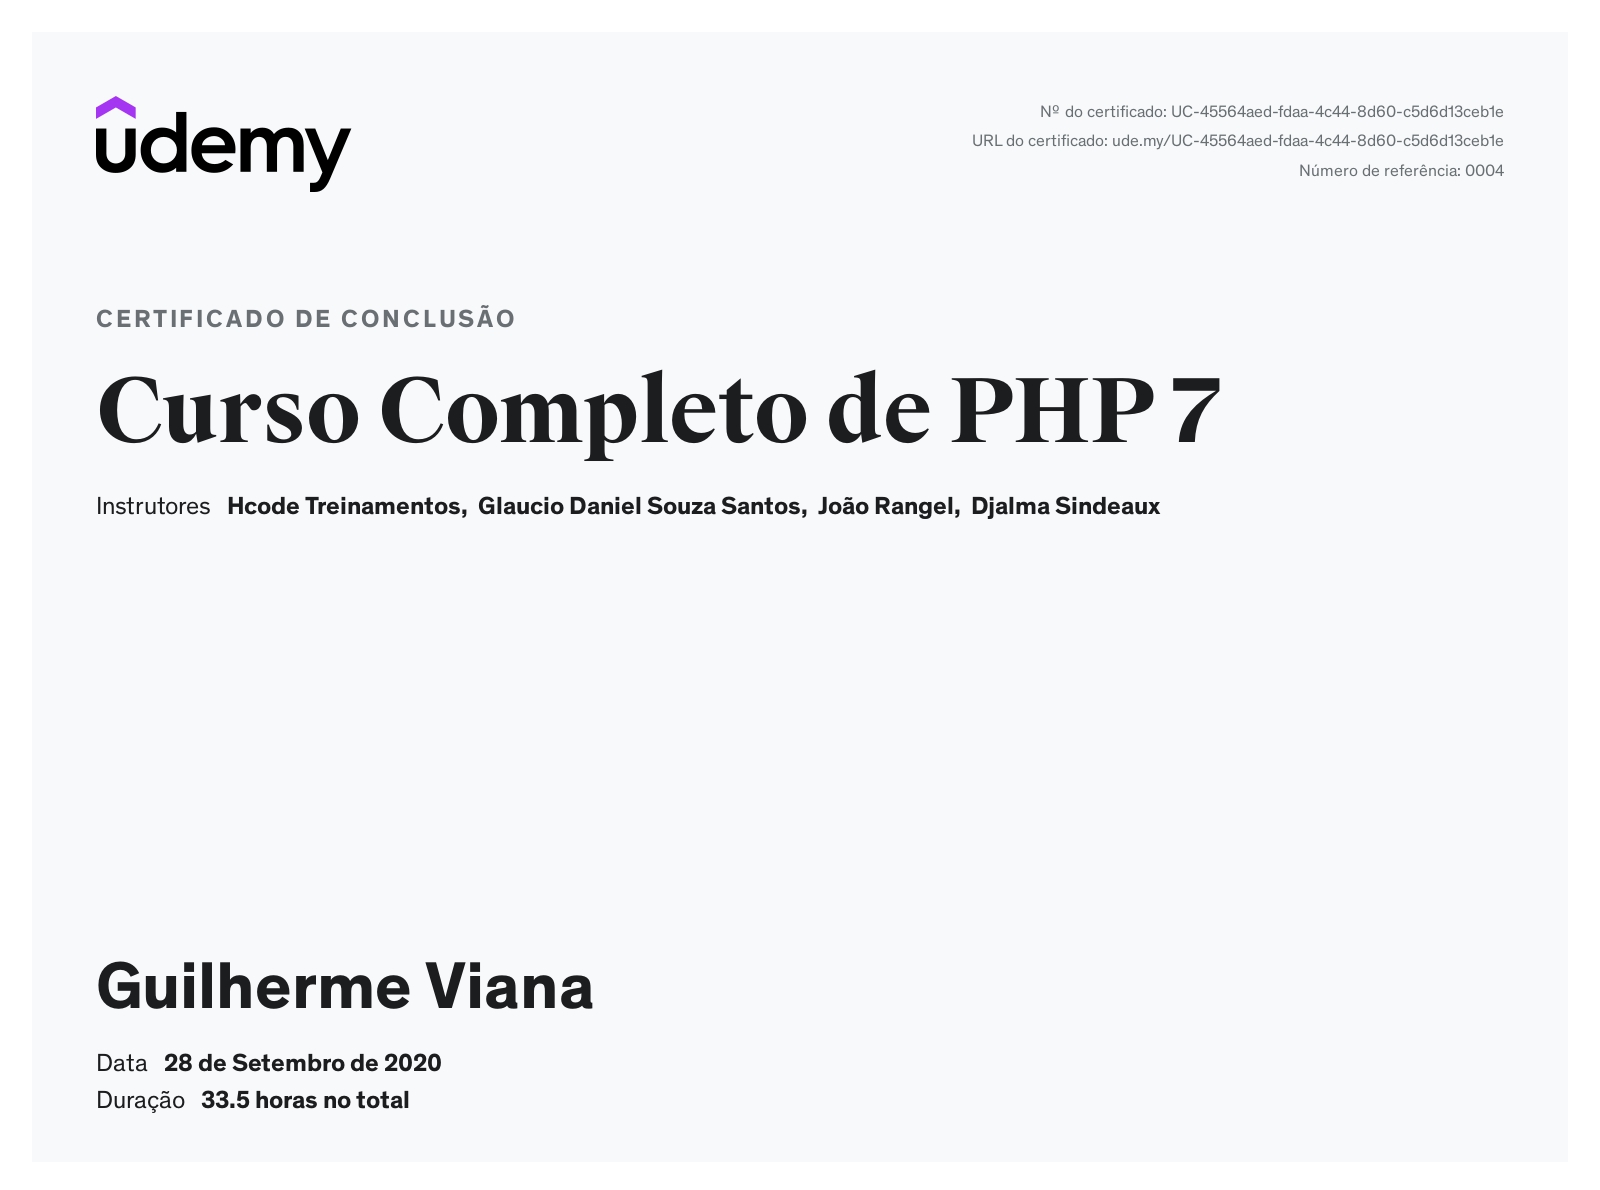 udemy
Nº do certificado: UC-45564aed-fdaa-4c44-8d60-c5d6d13ceb1e
URL do certificado: ude.my/UC-45564aed-fdaa-4c44-8d60-c5d6d13ceb1e
Número de referência: 0004
CERTIFICADO DE CONCLUSÃO
Curso Completo de PHP 7
Instrutores Hcode Treinamentos, Glaucio Daniel Souza Santos, João Rangel, Djalma Sindeaux
Guilherme Viana
Data 28 de Setembro de 2020
Duração 33.5 horas no total